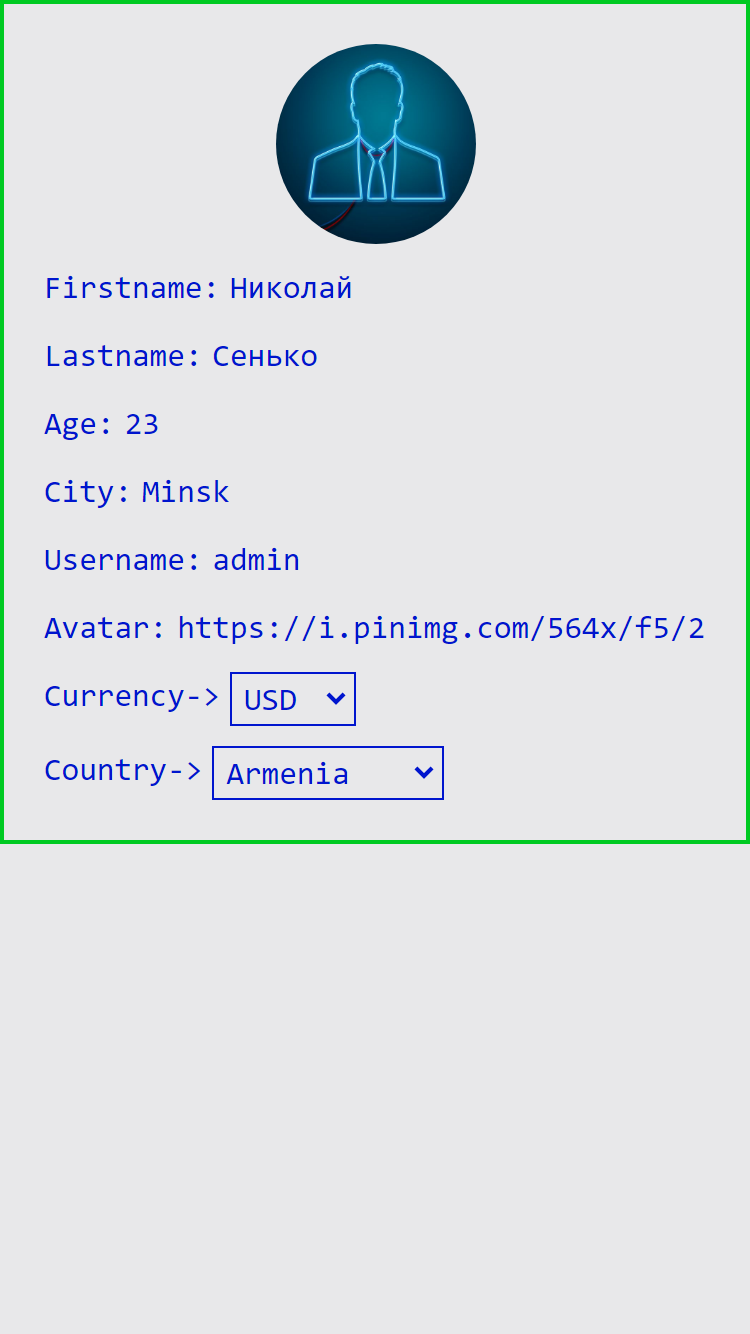 Firstname: Николай
Lastname: Сенько
Age: 23
City: Minsk
Username: admin
Avatar: https://i.pinimg.com/564x/f5/2
Currency-> USD
Country-> Armenia